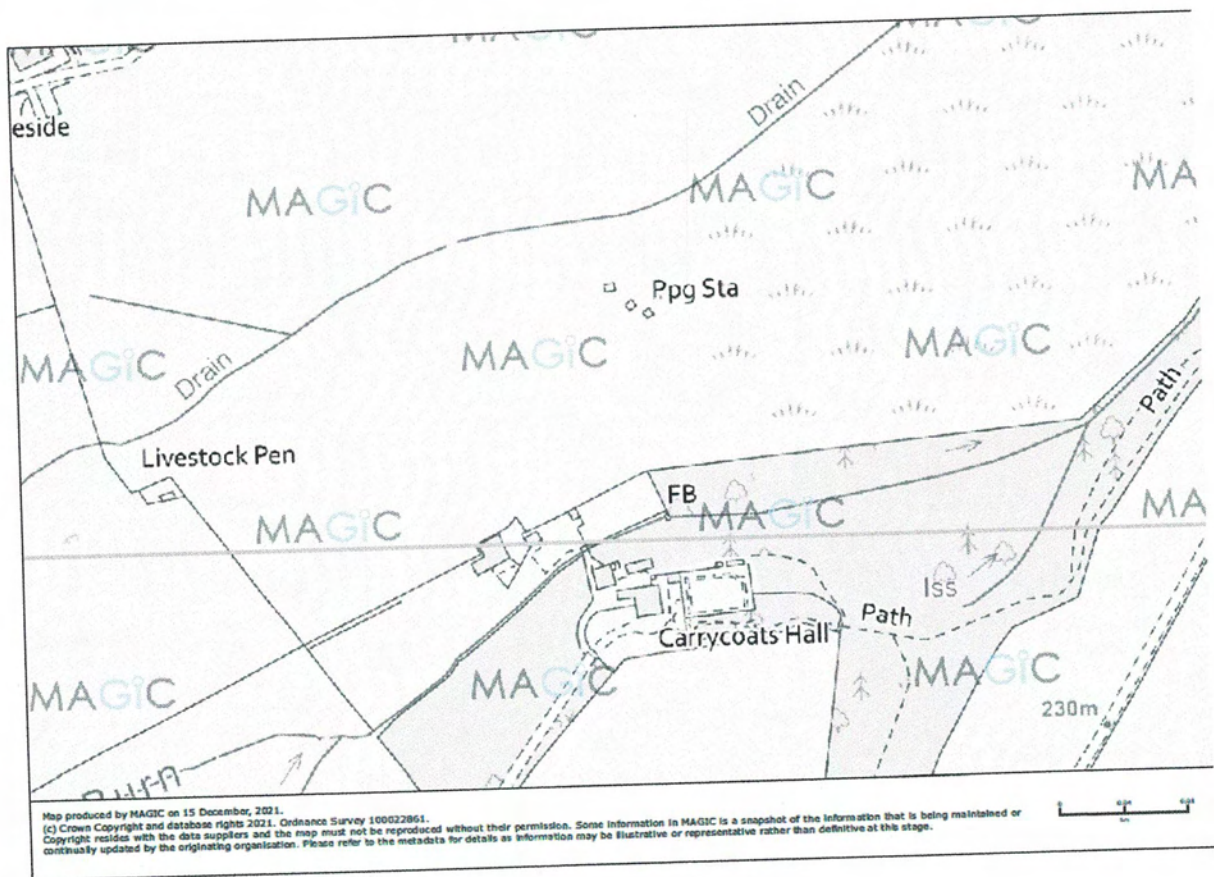 MAGiC
MAGiC
MAGiC
Drain
eside
MAGiC
MAGiC
MA
Ppg Sta
MAGiC
MAGiC
MAGiC
Drain
Path
Livestock Pen
FB
MAGiC
MAGiC
MA
Iss
Path
Carrycoats Hall
MAGiC
MAGiC
MAGiC
230m
Map produced by MAGIC on 15 December, 2021.
(c) Crown Copyright and database rights 2021. Ordnance Survey 100022861.
Copyright resides with the data suppliers and the map must not be reproduced without their permission. Some information in MAGIC is a snapshot of the information that is being maintained or
continually updated by the originating organisation. Please refer to the metadata for details as information may be illustrative or representative rather than definitive at this stage.